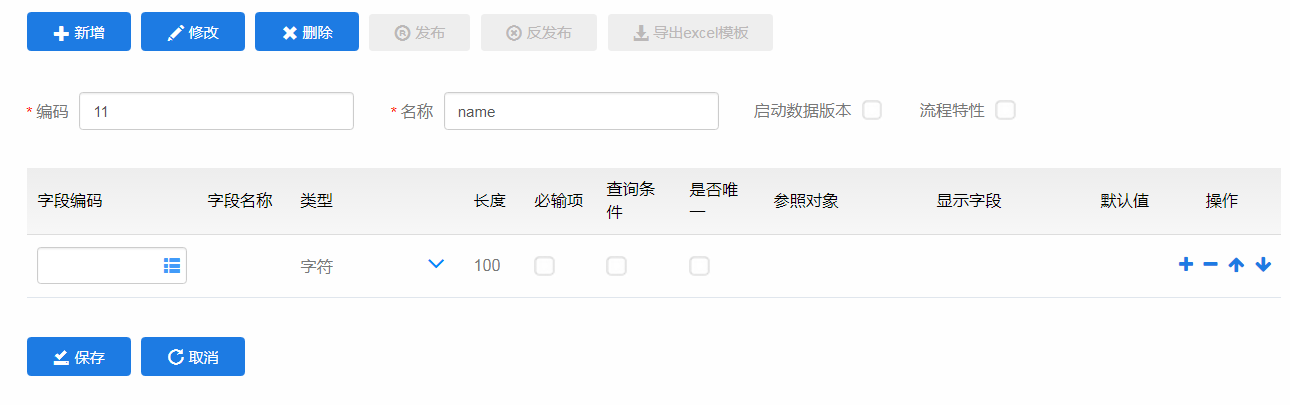 新增 修改 删除 发布 反发布 导出excel模板
* 编码 11 * 名称 name 启动数据版本 流程特性
字段编码 字段名称 类型 长度 必输项 查询条件 是否唯一 参照对象 显示字段 默认值 操作
字符 100
保存 取消